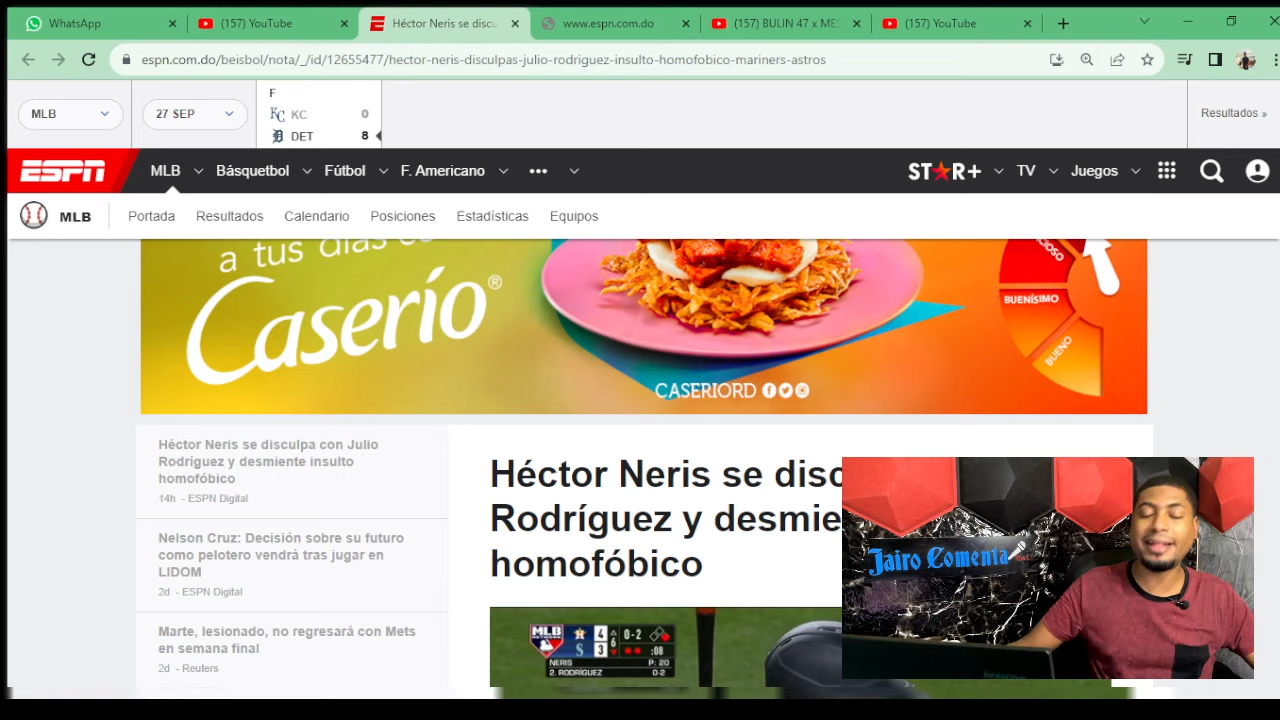 WhatsApp
(157) YouTube
Héctor Neris se discu
www.espn.com.do
(157) BULIN 47 x ME
(157) YouTube
espn.com.do/beisbol/nota/_/id/12655477/hector-neris-disculpas-julio-rodriguez-insulto-homofobico-mariners-astros
MLB
27 SEP
F
KC KC 0
D DET 8
Resultados »
ESPN
MLB
Básquetbol
Fútbol
F. Americano
STAR+
TV
Juegos
MLB
Portada
Resultados
Calendario
Posiciones
Estadísticas
Equipos
a tus días
Caserío®
CASERIORD
BUENÍSIMO
BUENO
Héctor Neris se disculpa con Julio
Rodríguez y desmiente insulto
homofóbico
14h - ESPN Digital
Nelson Cruz: Decisión sobre su futuro
como pelotero vendrá tras jugar en
LIDOM
2d - ESPN Digital
Marte, lesionado, no regresará con Mets
en semana final
2d - Reuters
Héctor Neris se disc
Rodríguez y desmie
homofóbico
MLB
NETWORK
4
S 3
6
0-2
:08
NERIS P: 20
2. RODRÍGUEZ 0-2
Jairo Comenta